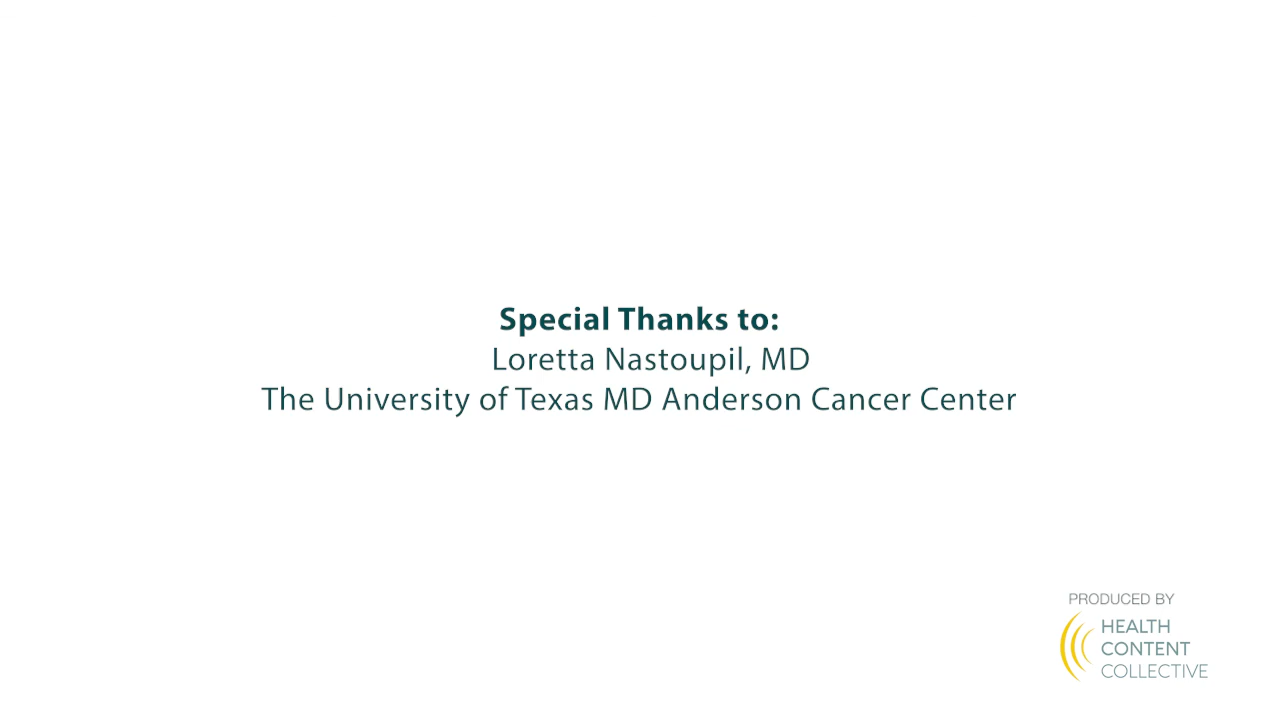 Special Thanks to:
Loretta Nastoupil, MD
The University of Texas MD Anderson Cancer Center
PRODUCED BY
HEALTH
CONTENT
COLLECTIVE